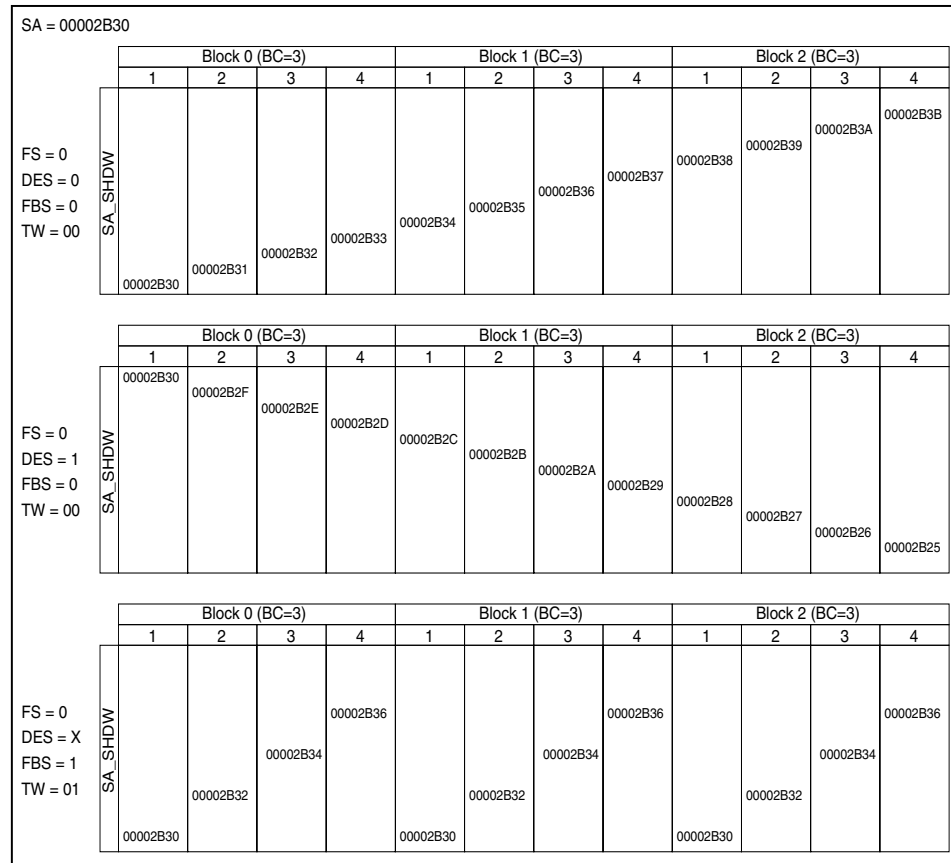 SA = 00002B30
Block 0 (BC=3) Block 1 (BC=3) Block 2 (BC=3)
1 2 3 4 1 2 3 4 1 2 3 4
FS = 0
DES = 0
FBS = 0
TW = 00
SA_SHDW
00002B30 00002B31 00002B32 00002B33 00002B34 00002B35 00002B36 00002B37 00002B38 00002B39 00002B3A 00002B3B
Block 0 (BC=3) Block 1 (BC=3) Block 2 (BC=3)
1 2 3 4 1 2 3 4 1 2 3 4
FS = 0
DES = 1
FBS = 0
TW = 00
SA_SHDW
00002B30 00002B2F 00002B2E 00002B2D 00002B2C 00002B2B 00002B2A 00002B29 00002B28 00002B27 00002B26 00002B25
Block 0 (BC=3) Block 1 (BC=3) Block 2 (BC=3)
1 2 3 4 1 2 3 4 1 2 3 4
FS = 0
DES = X
FBS = 1
TW = 01
SA_SHDW
00002B30 00002B32 00002B34 00002B36 00002B30 00002B32 00002B34 00002B36 00002B30 00002B32 00002B34 00002B36